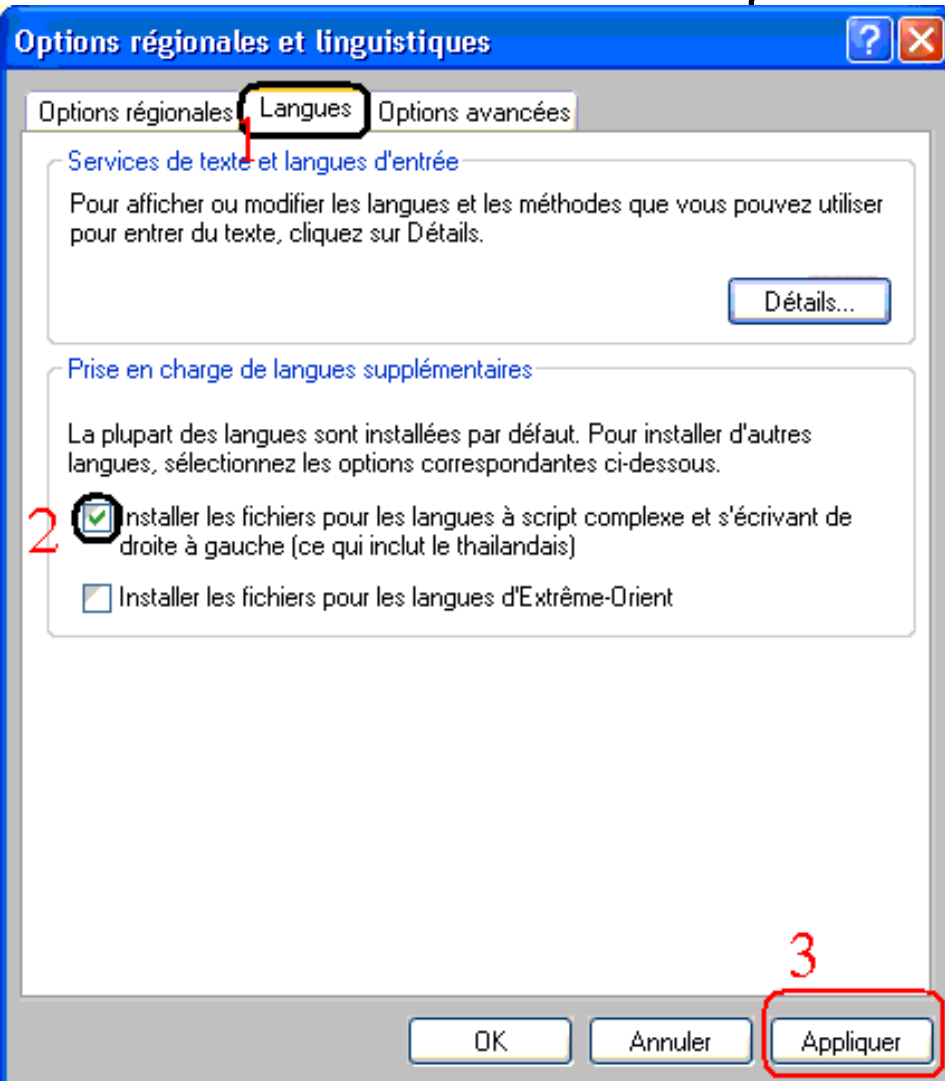 Options régionales et linguistiques
Options régionales Langues Options avancées
1
Services de texte et langues d'entrée
Pour afficher ou modifier les langues et les méthodes que vous pouvez utiliser
pour entrer du texte, cliquez sur Détails.
Détails...
Prise en charge de langues supplémentaires
La plupart des langues sont installées par défaut. Pour installer d'autres
langues, sélectionnez les options correspondantes ci-dessous.
2 Installer les fichiers pour les langues à script complexe et s'écrivant de
droite à gauche (ce qui inclut le thailandais)
Installer les fichiers pour les langues d'Extrême-Orient
3
OK Annuler Appliquer